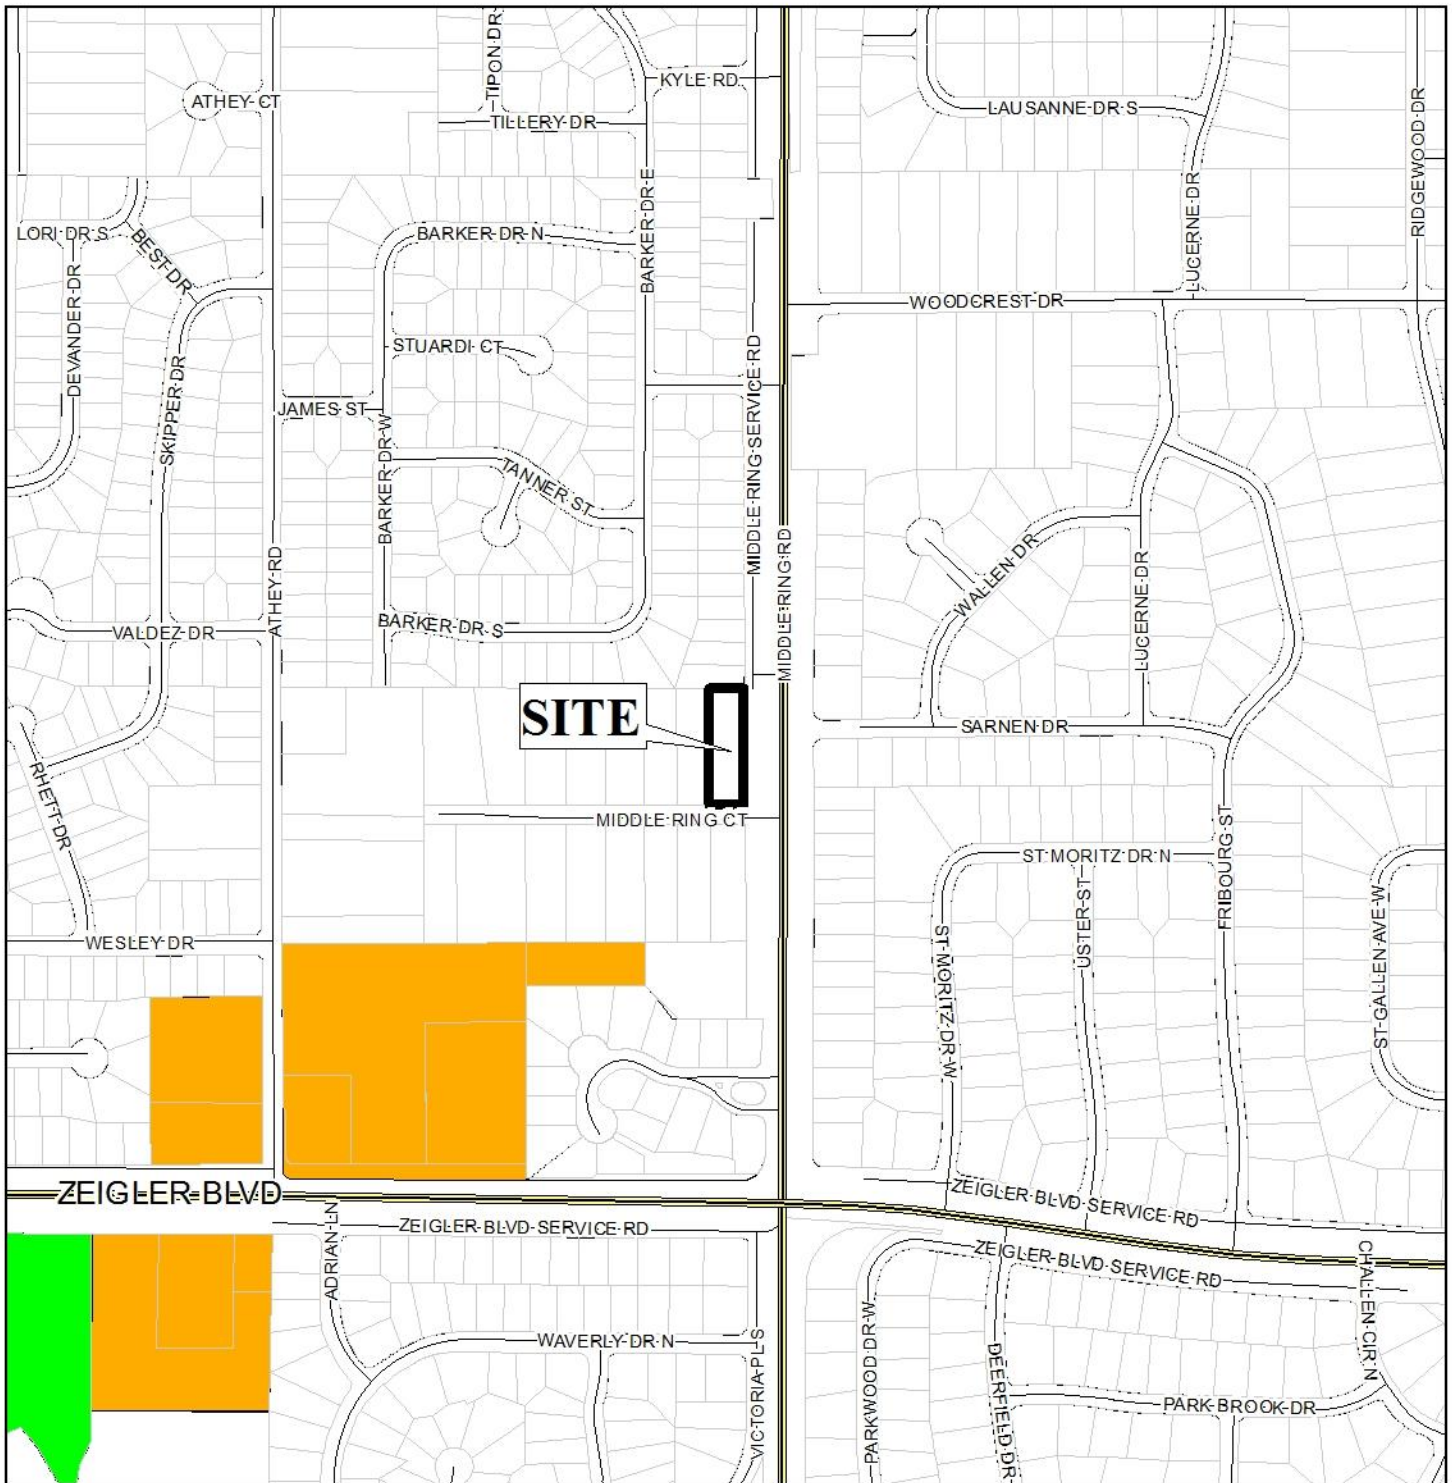 TIPON DR
KYLE RD
ATHEY CT
TILLERY DR
LAUSANNE DR S
RIDGEWOOD DR
BARKER DR E
LUCERNE DR
LORI DR S
BEST DR
BARKER DR N
DEVANDER DR
WOODCREST DR
STUARDI CT
SKIPPER DR
JAMES ST
MIDDLE RING SERVICE RD
BARKER DR W
TANNER ST
ATHEY RD
MIDDLE RING RD
WALLEN DR
LUCERNE DR
VALDEZ DR
BARKER DR S
SITE
SARNEN DR
RHETT DR
MIDDLE RING CT
ST MORITZ DR N
FRIBOURG ST
USTER ST
ST MORITZ DR W
ST GALLEN AVE W
WESLEY DR
ZEIGLER BLVD
ZEIGLER BLVD SERVICE RD
ADRIAN LN
ZEIGLER BLVD SERVICE RD
ZEIGLER BLVD SERVICE RD
CHALLEN CIR N
WAVERLY DR N
VICTORIA PL S
PARKWOOD DR W
DEERFIELD DR
PARK BROOK DR